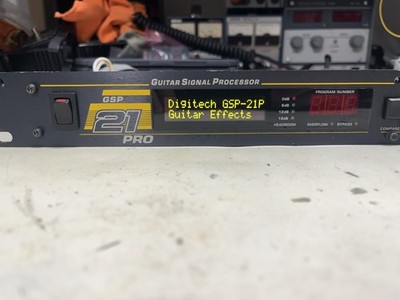 GUITAR SIGNAL PROCESSOR
PROGRAM NUMBER
GSP
21
PRO
Digitech GSP-21P
Guitar Effects
0dB
6dB
12dB
18dB
HEADROOM
OVERFLOW
BYPASS
COMPARE